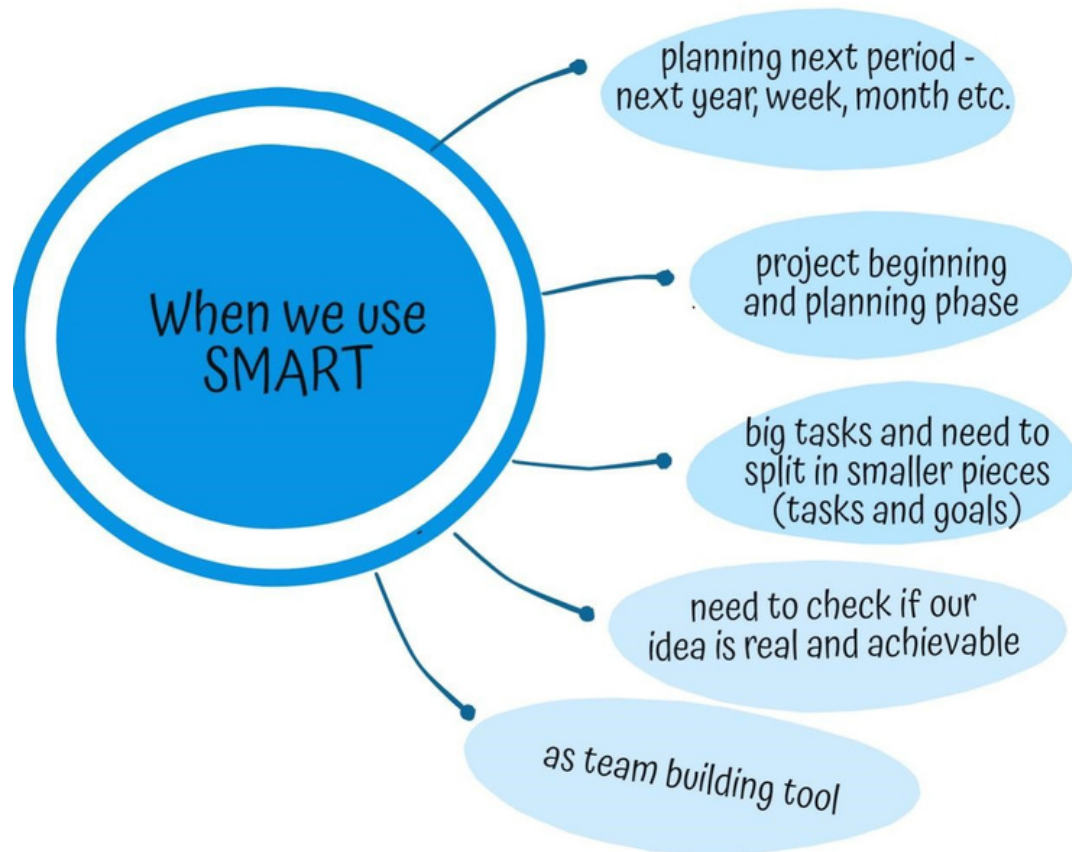 When we use
SMART
planning next period -
next year, week, month etc.
project beginning
and planning phase
big tasks and need to
split in smaller pieces
(tasks and goals)
need to check if our
idea is real and achievable
as team building tool